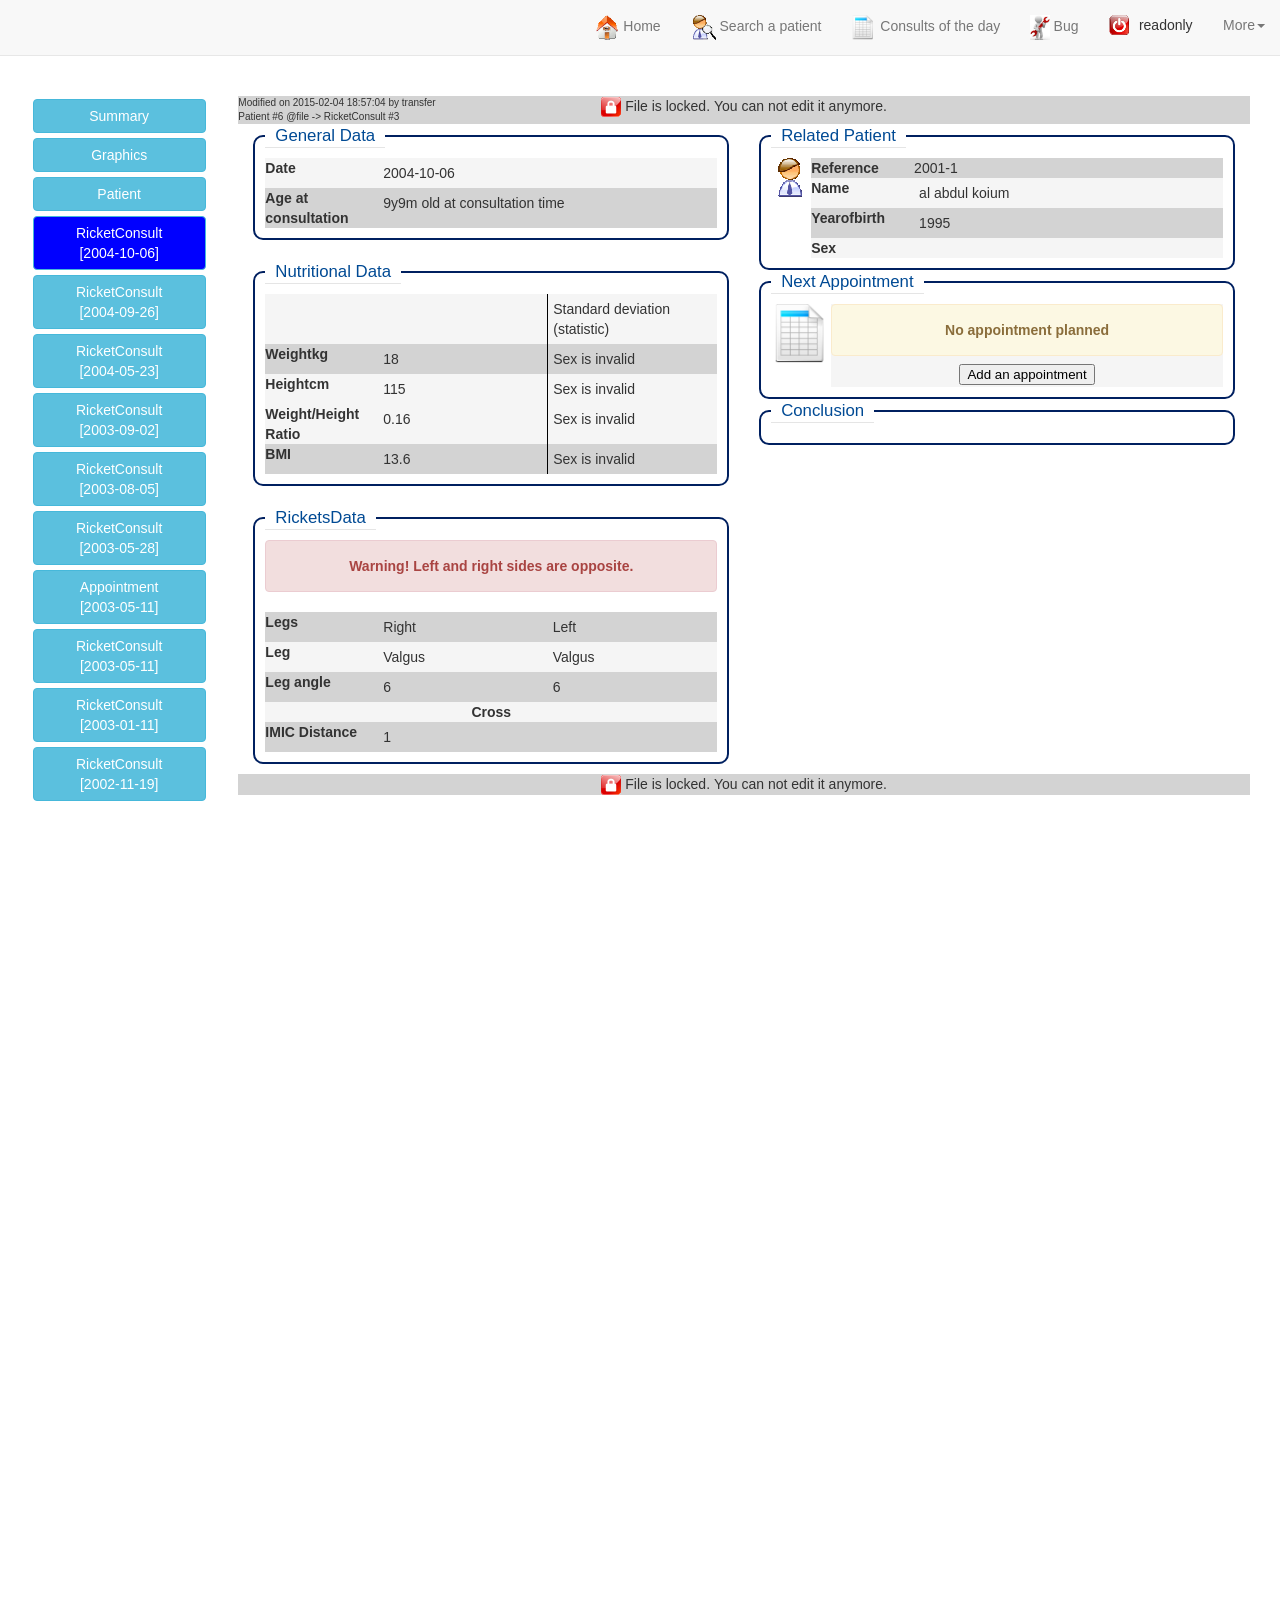 Home
Search a patient
Consults of the day
Bug
readonly
More
Summary
Graphics
Patient
RicketConsult
[2004-10-06]
RicketConsult
[2004-09-26]
RicketConsult
[2004-05-23]
RicketConsult
[2003-09-02]
RicketConsult
[2003-08-05]
RicketConsult
[2003-05-28]
Appointment
[2003-05-11]
RicketConsult
[2003-05-11]
RicketConsult
[2003-01-11]
RicketConsult
[2002-11-19]
Modified on 2015-02-04 18:57:04 by transfer
Patient #6 @file -> RicketConsult #3
File is locked. You can not edit it anymore.
General Data
Date 2004-10-06
Age at
consultation 9y9m old at consultation time
Nutritional Data
Standard deviation
(statistic)
Weightkg 18 Sex is invalid
Heightcm 115 Sex is invalid
Weight/Height
Ratio 0.16 Sex is invalid
BMI 13.6 Sex is invalid
RicketsData
Warning! Left and right sides are opposite.
Legs Right Left
Leg Valgus Valgus
Leg angle 6 6
Cross
IMIC Distance 1
Related Patient
Reference 2001-1
Name al abdul koium
Yearofbirth 1995
Sex
Next Appointment
No appointment planned
Add an appointment
Conclusion
File is locked. You can not edit it anymore.